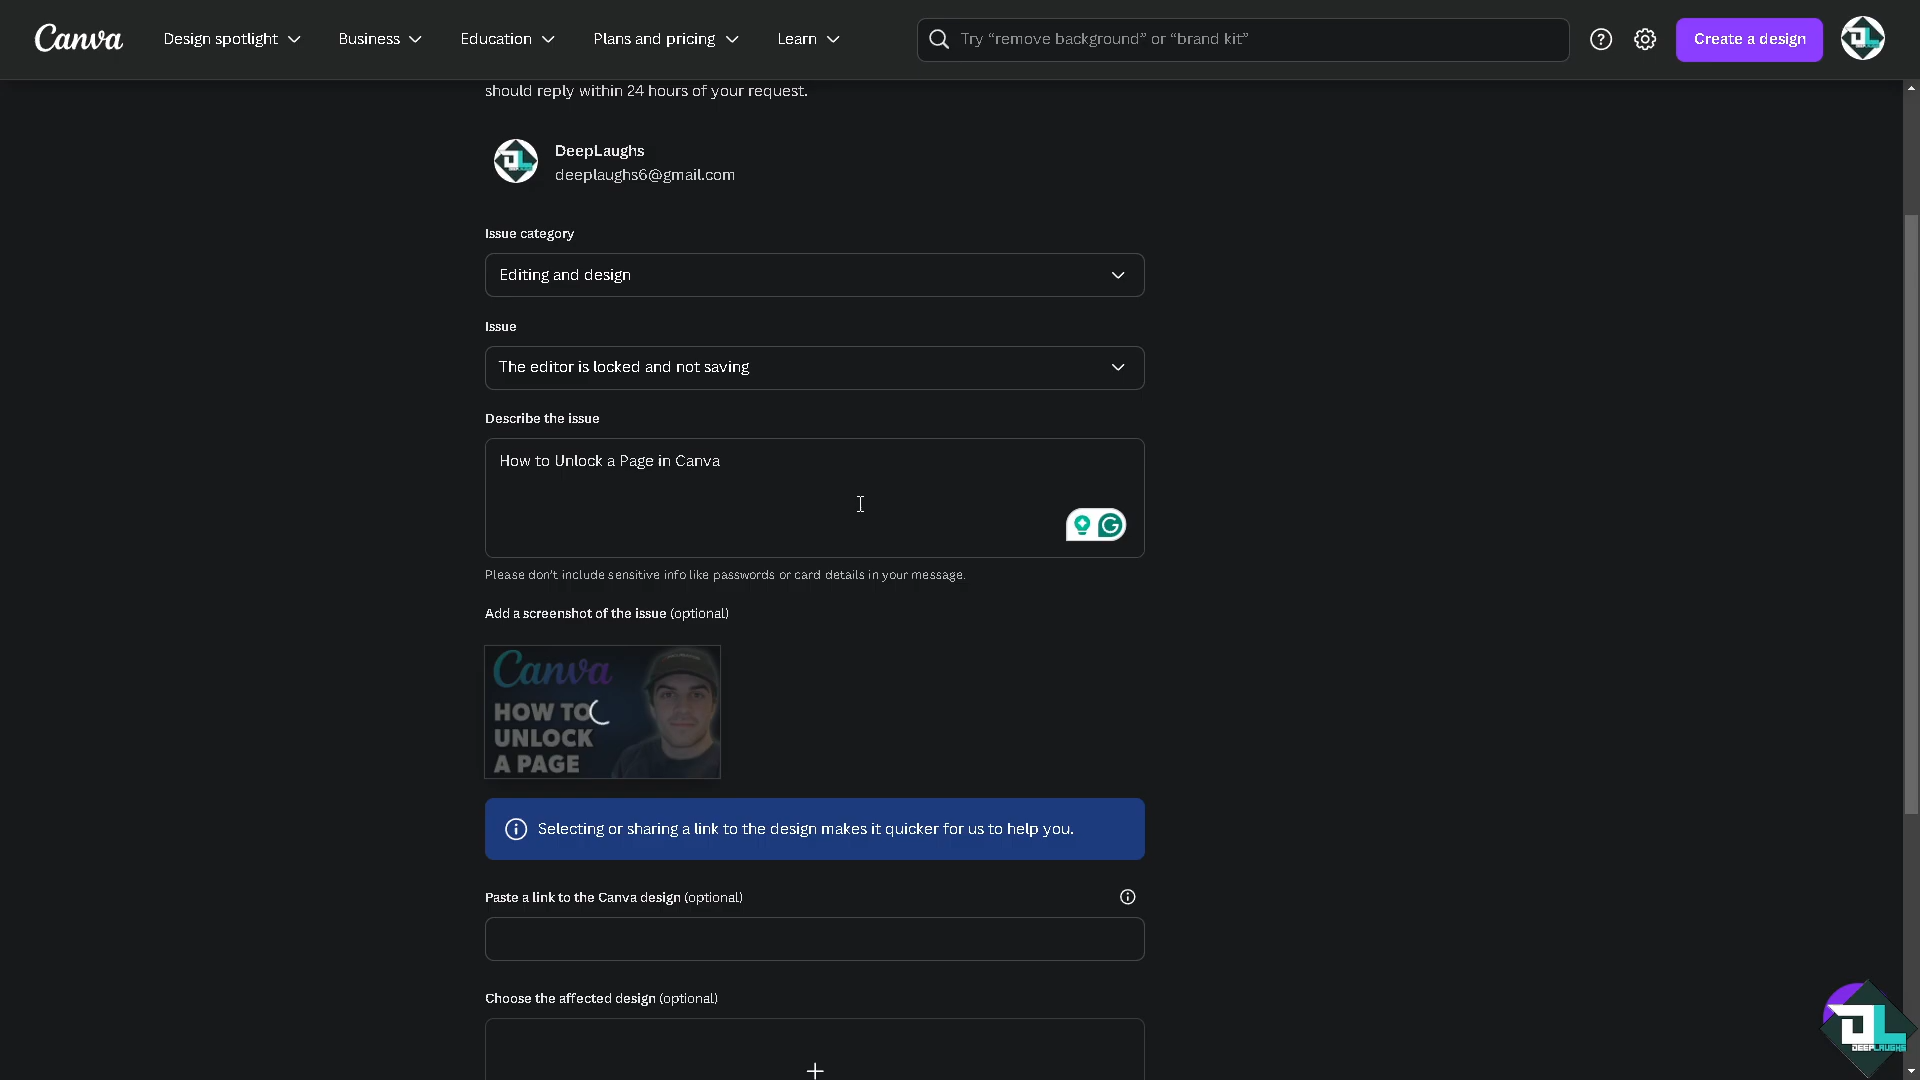 Canva
Design spotlight
Business
Education
Plans and pricing
Learn
Try “remove background” or “brand kit”
Create a design
should reply within 24 hours of your request.
DeepLaughs
deeplaughs6@gmail.com
Issue category
Editing and design
Issue
The editor is locked and not saving
Describe the issue
How to Unlock a Page in Canva
Please don’t include sensitive info like passwords or card details in your message.
Add a screenshot of the issue (optional)
Canva
HOW TO
UNLOCK
A PAGE
Selecting or sharing a link to the design makes it quicker for us to help you.
Paste a link to the Canva design (optional)
Choose the affected design (optional)
DL
DEEPLAUGHS